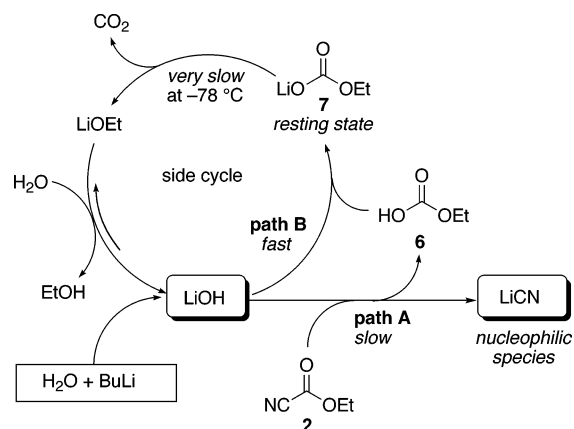 CO2
very slow
at –78 °C
O
LiO OEt
7
resting state
LiOEt
H2O
side cycle
O
HO OEt
6
path B
fast
EtOH
LiOH
LiCN
path A
slow
nucleophilic
species
H2O + BuLi
O
NC OEt
2